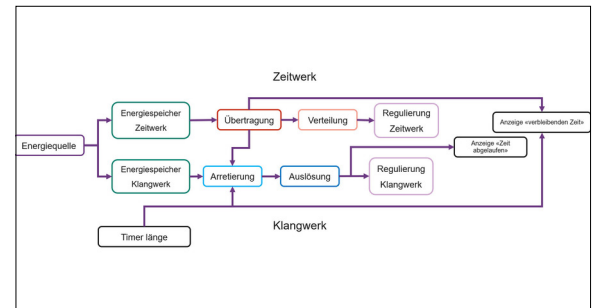 Zeitwerk
Energiespeicher
Zeitwerk
Übertragung
Verteilung
Regulierung
Zeitwerk
Anzeige «verbleibenden Zeit»
Energiequelle
Anzeige «Zeit
abgelaufen»
Energiespeicher
Klangwerk
Arretierung
Auslösung
Regulierung
Klangwerk
Klangwerk
Timer länge